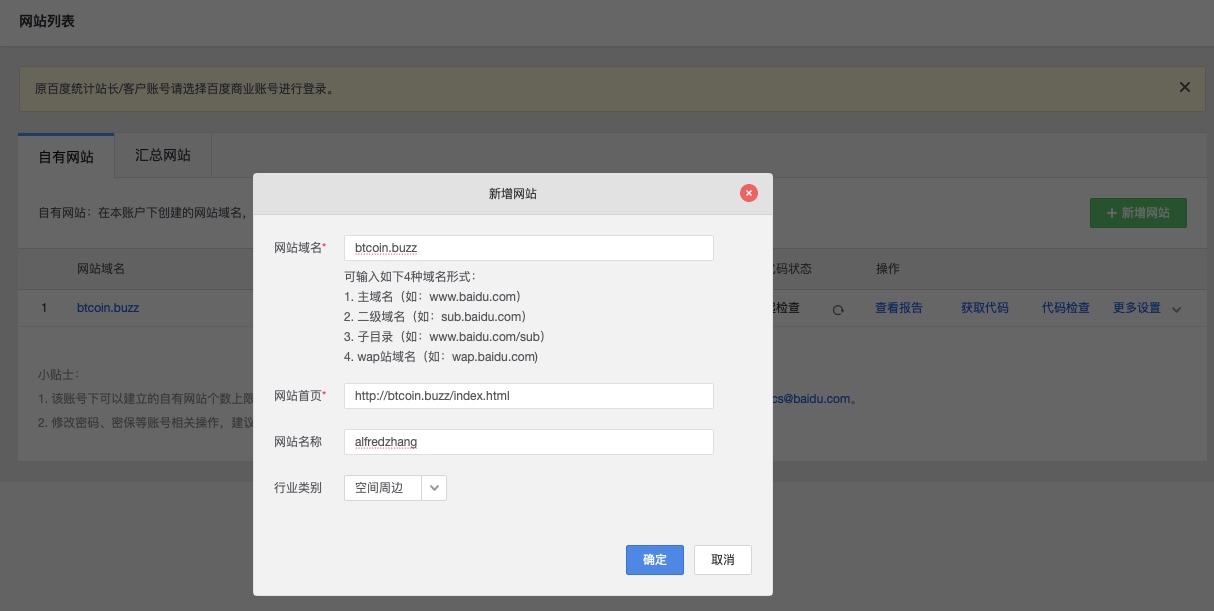 网站列表
原百度统计站长/客户账号请选择百度商业账号进行登录。
自有网站
汇总网站
自有网站：在本账户下创建的网站域名，
+ 新增网站
网站域名
码状态
操作
1
btcoin.buzz
检查
查看报告
获取代码
代码检查
更多设置
小贴士：
1. 该账号下可以建立的自有网站个数上限
cs@baidu.com。
2. 修改密码、密保等账号相关操作，建议
新增网站
网站域名*
btcoin.buzz
可输入如下4种域名形式：
1. 主域名（如：www.baidu.com）
2. 二级域名（如：sub.baidu.com）
3. 子目录（如：www.baidu.com/sub）
4. wap站域名（如：wap.baidu.com)
网站首页*
http://btcoin.buzz/index.html
网站名称
alfredzhang
行业类别
空间周边
确定
取消